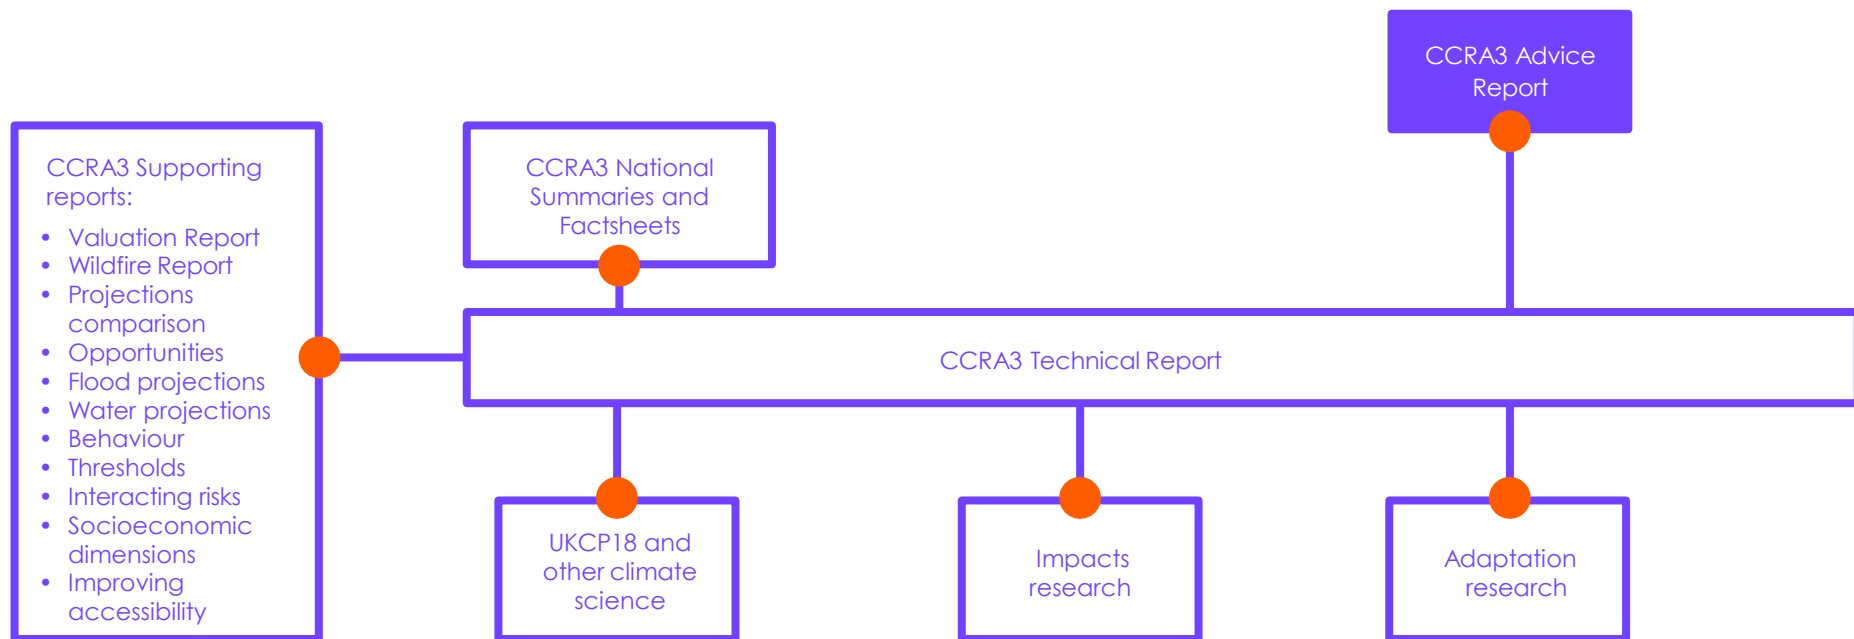 CCRA3 Advice
Report
CCRA3 Supporting
reports:
• Valuation Report
• Wildfire Report
• Projections
comparison
• Opportunities
• Flood projections
• Water projections
• Behaviour
• Thresholds
• Interacting risks
• Socioeconomic
dimensions
• Improving
accessibility
CCRA3 National
Summaries and
Factsheets
CCRA3 Technical Report
UKCP18 and
other climate
science
Impacts
research
Adaptation
research